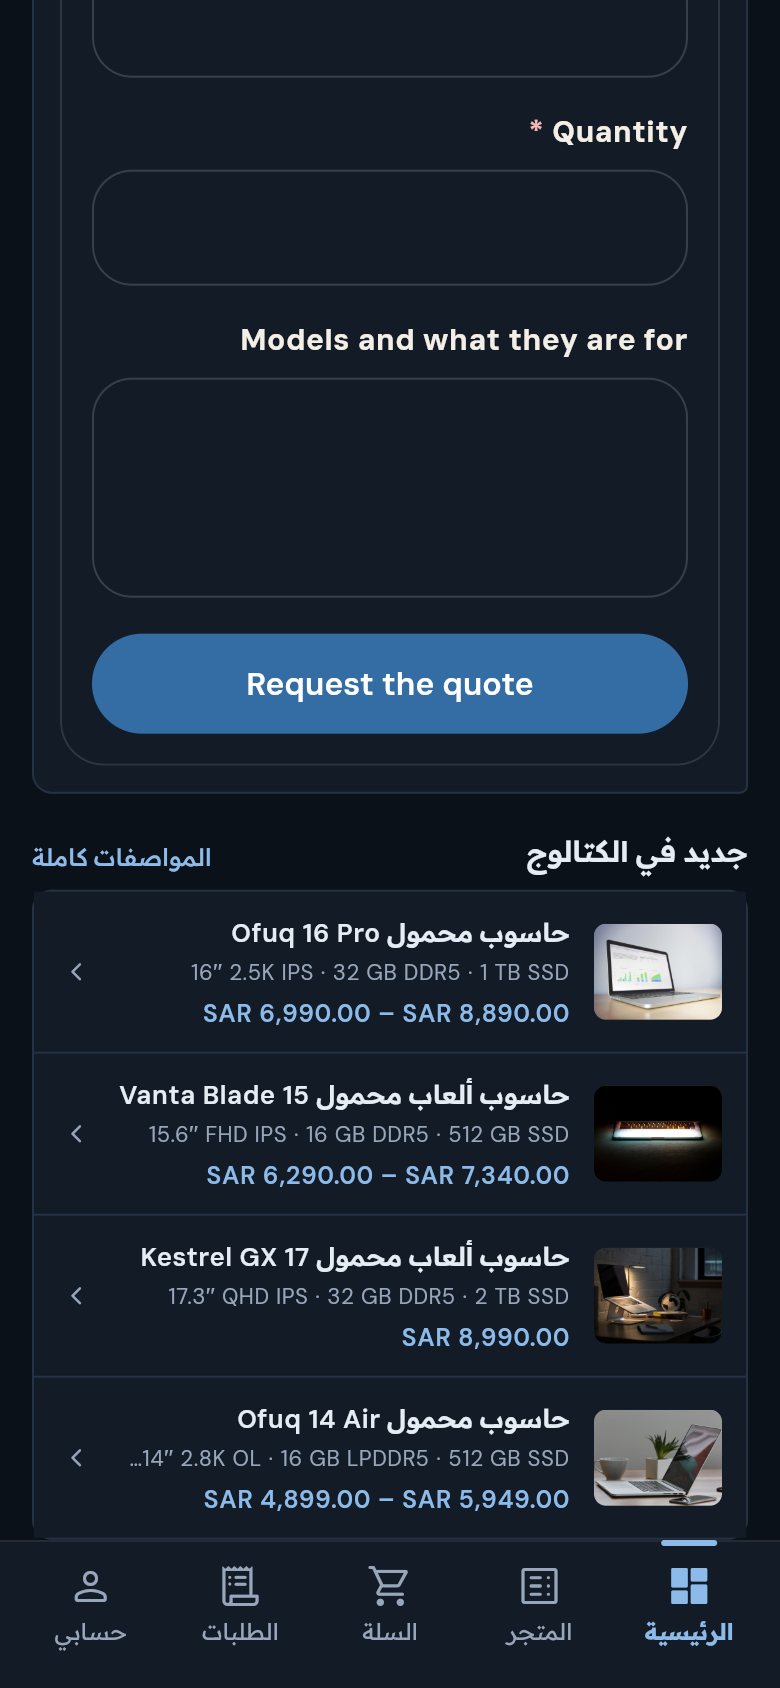 Quantity *
Models and what they are for
Request the quote
جديد في الكتالوج
المواصفات كاملة
حاسوب محمول Ofuq 16 Pro
16″ 2.5K IPS · 32 GB DDR5 · 1 TB SSD
SAR 6,990.00 – SAR 8,890.00
حاسوب ألعاب محمول Vanta Blade 15
15.6″ FHD IPS · 16 GB DDR5 · 512 GB SSD
SAR 6,290.00 – SAR 7,340.00
حاسوب ألعاب محمول Kestrel GX 17
17.3″ QHD IPS · 32 GB DDR5 · 2 TB SSD
SAR 8,990.00
حاسوب محمول Ofuq 14 Air
…14″ 2.8K OL · 16 GB LPDDR5 · 512 GB SSD
SAR 4,899.00 – SAR 5,949.00
الرئيسية
المتجر
السلة
الطلبات
حسابي